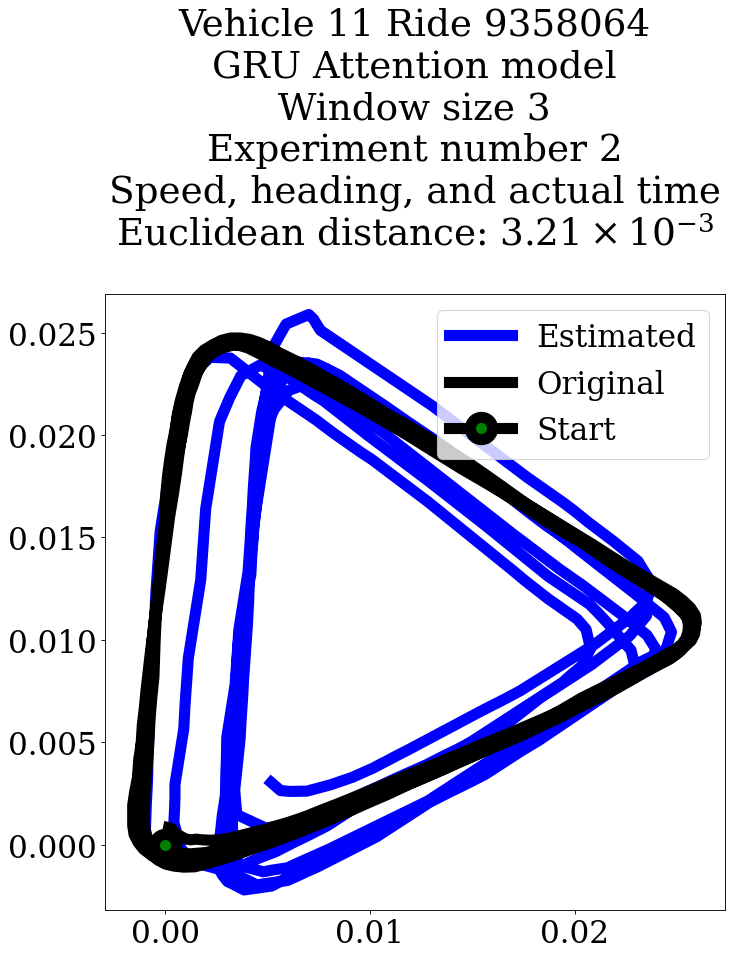 Vehicle 11 Ride 9358064
GRU Attention model
Window size 3
Experiment number 2
Speed, heading, and actual time
Euclidean distance: 3.21 × 10⁻³
Estimated
Original
Start
0.025
0.020
0.015
0.010
0.005
0.000
0.00 0.01 0.02